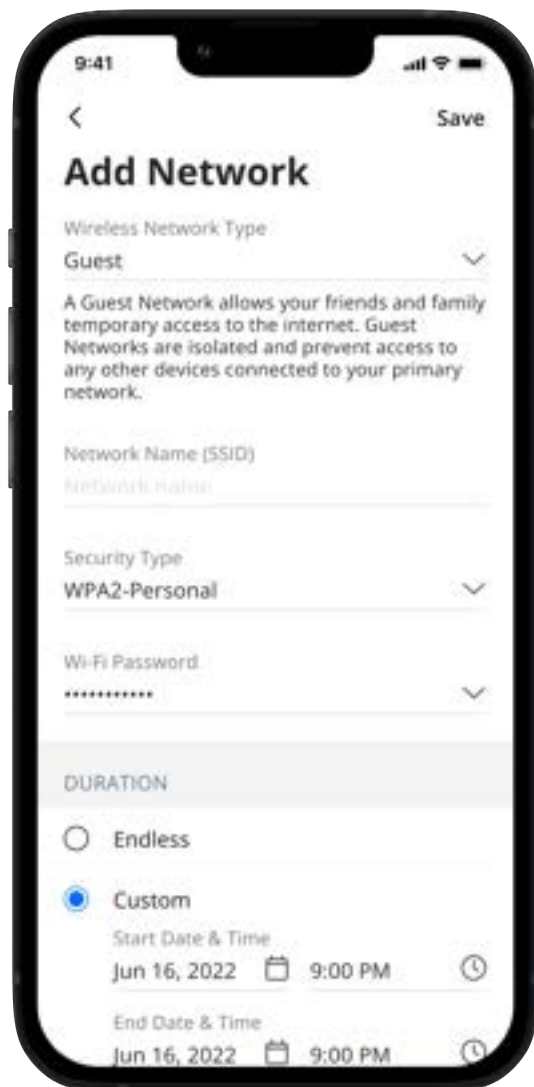 9:41
Save
Add Network
Wireless Network Type
Guest
A Guest Network allows your friends and family
temporary access to the internet. Guest
Networks are isolated and prevent access to
any other devices connected to your primary
network.
Network Name (SSID)
Network name
Security Type
WPA2-Personal
Wi-Fi Password
•••••••••••
DURATION
Endless
Custom
Start Date & Time
Jun 16, 2022 9:00 PM
End Date & Time
Jun 16, 2022 9:00 PM